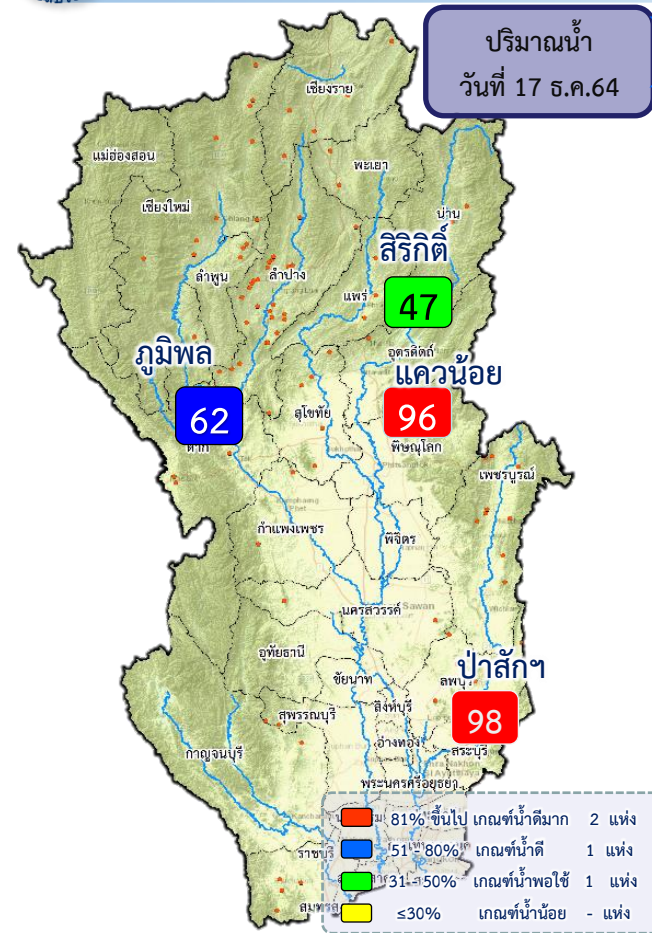 ปริมาณน้ำ
วันที่ 17 ธ.ค.64
เชียงราย
แม่ฮ่องสอน
พะเยา
เชียงใหม่
น่าน
สิริกิติ์
ลำพูน
ลำปาง
แพร่
47
อุตรดิตถ์
ภูมิพล
แควน้อย
62
สุโขทัย
96
ตาก
พิษณุโลก
เพชรบูรณ์
กำแพงเพชร
พิจิตร
นครสวรรค์
อุทัยธานี
ป่าสักฯ
ชัยนาท
ลพบุรี
สุพรรณบุรี
สิงห์บุรี
98
อ่างทอง
สระบุรี
กาญจนบุรี
พระนครศรีอยุธยา
81% ขึ้นไป เกณฑ์น้ำดีมาก 2 แห่ง
51 - 80% เกณฑ์น้ำดี 1 แห่ง
ราชบุรี
31 - 50% เกณฑ์น้ำพอใช้ 1 แห่ง
≤30% เกณฑ์น้ำน้อย - แห่ง